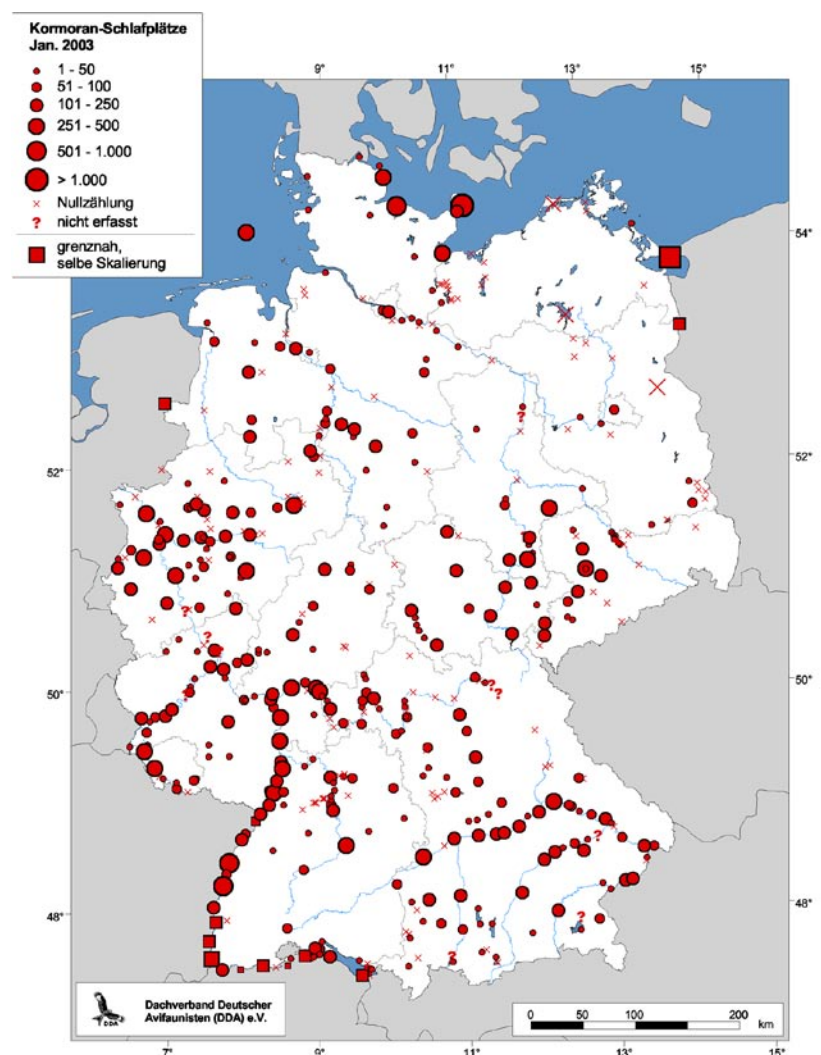 Kormoran-Schlafplätze
Jan. 2003
1 - 50
51 - 100
101 - 250
251 - 500
501 - 1.000
> 1.000
Nullzählung
? nicht erfasst
grenznah,
selbe Skalierung
9° 11° 13° 15°
54° 54°
52° 52°
50° 50°
48° 48°
? ? ? ? ? ? ? ? ?
DDA
Dachverband Deutscher
Avifaunisten (DDA) e.V.
0 50 100 200
km
7° 9° 11° 13° 15°